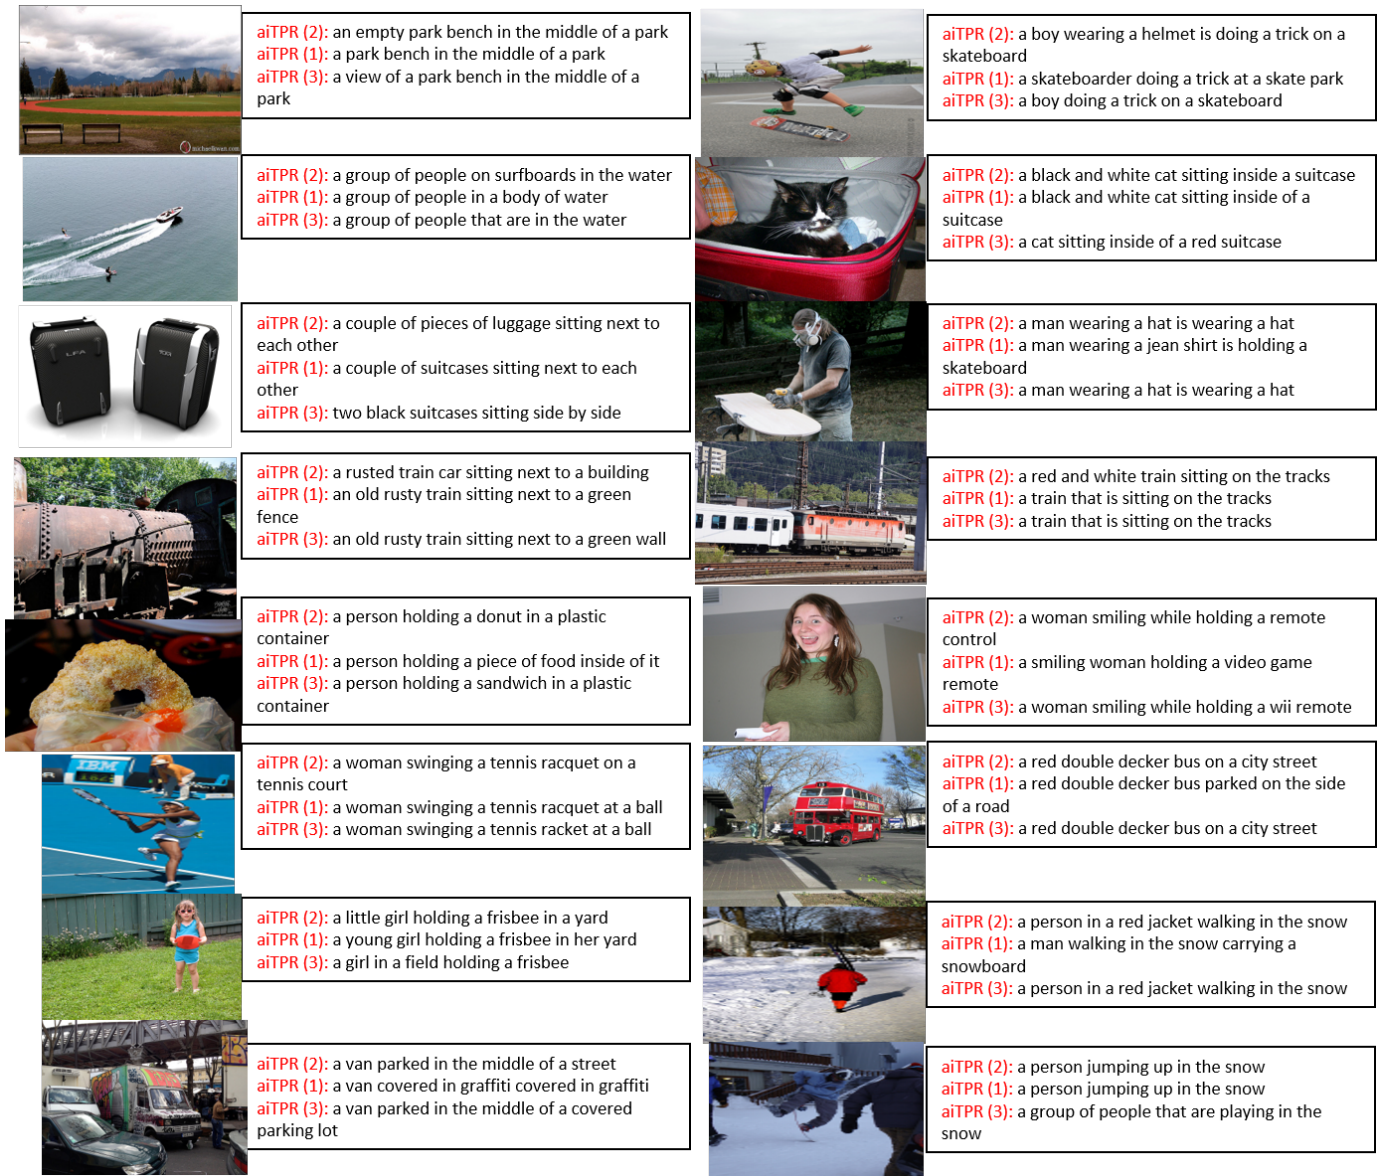 aiTPR (2): an empty park bench in the middle of a park
aiTPR (1): a park bench in the middle of a park
aiTPR (3): a view of a park bench in the middle of a
park
aiTPR (2): a group of people on surfboards in the water
aiTPR (1): a group of people in a body of water
aiTPR (3): a group of people that are in the water
aiTPR (2): a couple of pieces of luggage sitting next to
each other
aiTPR (1): a couple of suitcases sitting next to each
other
aiTPR (3): two black suitcases sitting side by side
LFA
aiTPR (2): a rusted train car sitting next to a building
aiTPR (1): an old rusty train sitting next to a green
fence
aiTPR (3): an old rusty train sitting next to a green wall
aiTPR (2): a person holding a donut in a plastic
container
aiTPR (1): a person holding a piece of food inside of it
aiTPR (3): a person holding a sandwich in a plastic
container
IBM
aiTPR (2): a woman swinging a tennis racquet on a
tennis court
aiTPR (1): a woman swinging a tennis racquet at a ball
aiTPR (3): a woman swinging a tennis racket at a ball
aiTPR (2): a little girl holding a frisbee in a yard
aiTPR (1): a young girl holding a frisbee in her yard
aiTPR (3): a girl in a field holding a frisbee
aiTPR (2): a van parked in the middle of a street
aiTPR (1): a van covered in graffiti covered in graffiti
aiTPR (3): a van parked in the middle of a covered
parking lot
aiTPR (2): a boy wearing a helmet is doing a trick on a
skateboard
aiTPR (1): a skateboarder doing a trick at a skate park
aiTPR (3): a boy doing a trick on a skateboard
aiTPR (2): a black and white cat sitting inside a suitcase
aiTPR (1): a black and white cat sitting inside of a
suitcase
aiTPR (3): a cat sitting inside of a red suitcase
aiTPR (2): a man wearing a hat is wearing a hat
aiTPR (1): a man wearing a jean shirt is holding a
skateboard
aiTPR (3): a man wearing a hat is wearing a hat
aiTPR (2): a red and white train sitting on the tracks
aiTPR (1): a train that is sitting on the tracks
aiTPR (3): a train that is sitting on the tracks
aiTPR (2): a woman smiling while holding a remote
control
aiTPR (1): a smiling woman holding a video game
remote
aiTPR (3): a woman smiling while holding a wii remote
aiTPR (2): a red double decker bus on a city street
aiTPR (1): a red double decker bus parked on the side
of a road
aiTPR (3): a red double decker bus on a city street
aiTPR (2): a person in a red jacket walking in the snow
aiTPR (1): a man walking in the snow carrying a
snowboard
aiTPR (3): a person in a red jacket walking in the snow
aiTPR (2): a person jumping up in the snow
aiTPR (1): a person jumping up in the snow
aiTPR (3): a group of people that are playing in the
snow